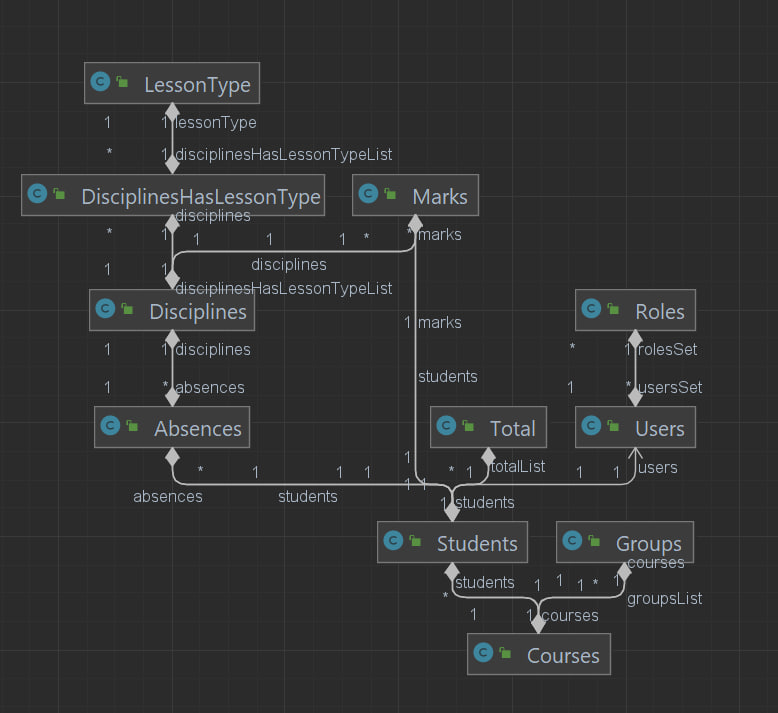 C LessonType
1 1 lessonType
* 1 disciplinesHasLessonTypeList
C DisciplinesHasLessonType
C Marks
disciplines
* 1 1 1 1 * * marks
disciplines
1 1 disciplinesHasLessonTypeList
C Disciplines
C Roles
1 marks
1 1 disciplines
* 1 rolesSet
students
1 * absences
1 * usersSet
C Absences
C Total
C Users
1
* 1 1 1 * 1 totalList 1 1 users
1 1
absences students
1 students
C Students
C Groups
courses
students 1 1 1 * 1
* groupsList
1 1 courses
C Courses